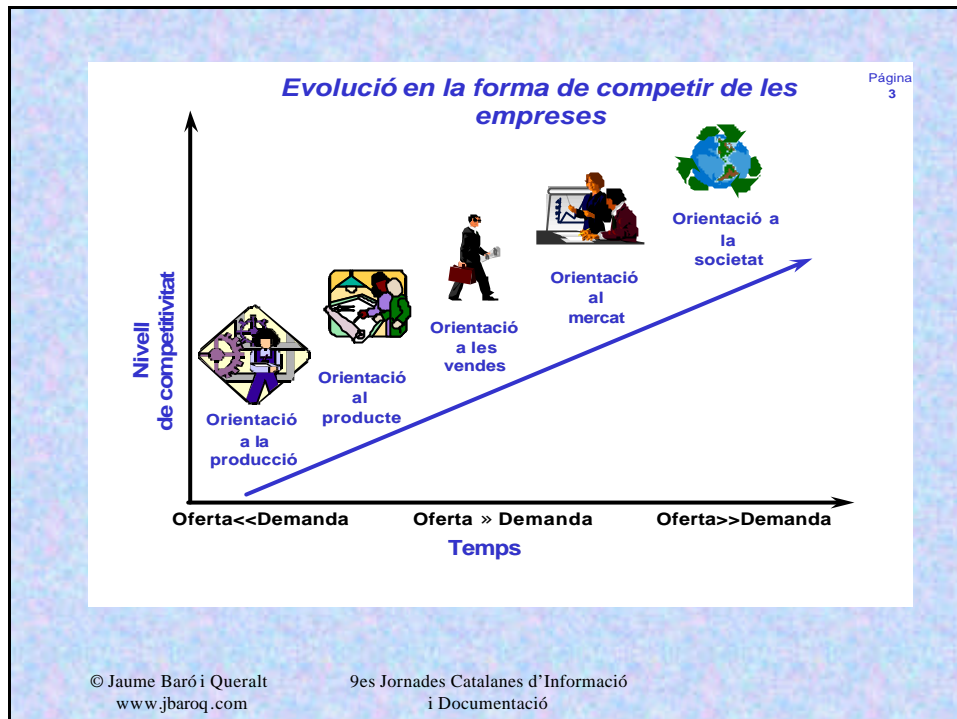 Evolució en la forma de competir de les
empreses
Página
3
Nivell
de competitivitat
Orientació
a la
producció
Orientació
al
producte
Orientació
a les
vendes
Orientació
al
mercat
Orientació a
la
societat
Oferta<<Demanda
Oferta » Demanda
Oferta>>Demanda
Temps
© Jaume Baró i Queralt
www.jbaroq.com
9es Jornades Catalanes d’Informació
i Documentació